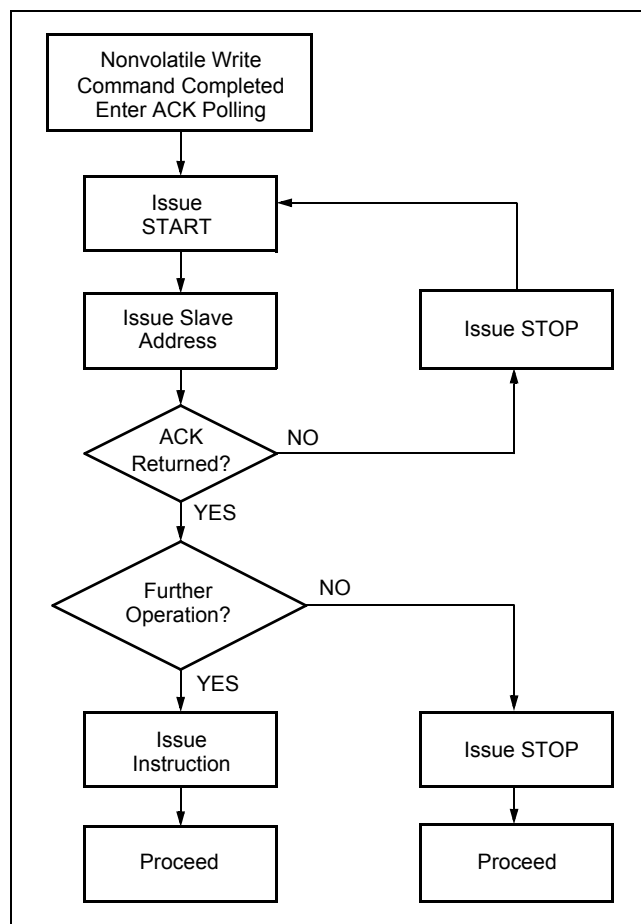 Nonvolatile Write
Command Completed
Enter ACK Polling
Issue
START
Issue Slave
Address
Issue STOP
ACK
Returned?
NO
YES
Further
Operation?
NO
YES
Issue
Instruction
Issue STOP
Proceed
Proceed